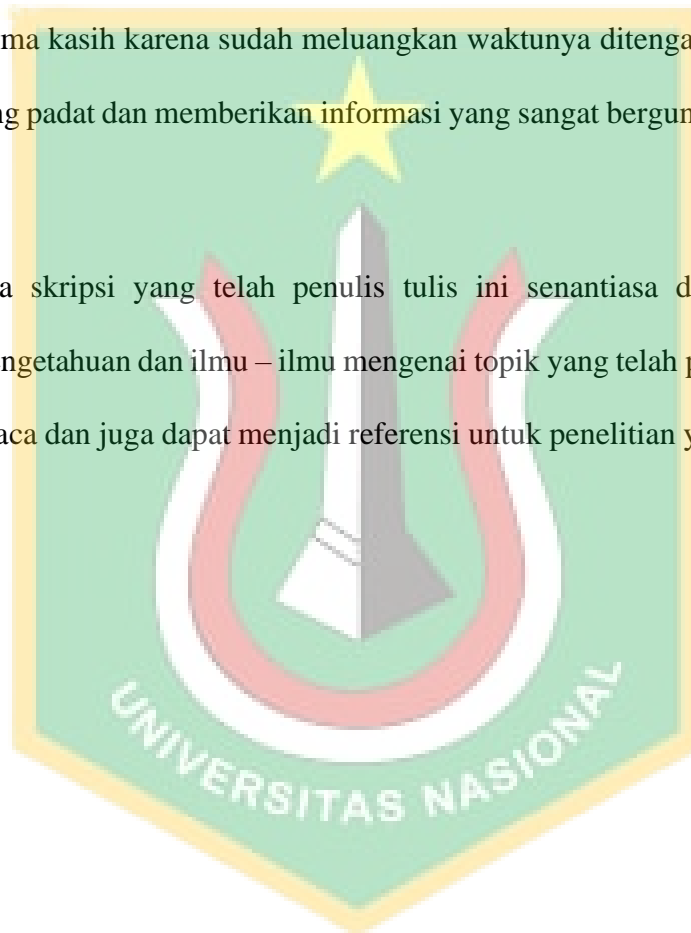 ma kasih karena sudah meluangkan waktunya ditenga
ng padat dan memberikan informasi yang sangat bergun
a skripsi yang telah penulis tulis ini senantiasa d
engetahuan dan ilmu – ilmu mengenai topik yang telah p
aca dan juga dapat menjadi referensi untuk penelitian y
UNIVERSITAS NASIONAL